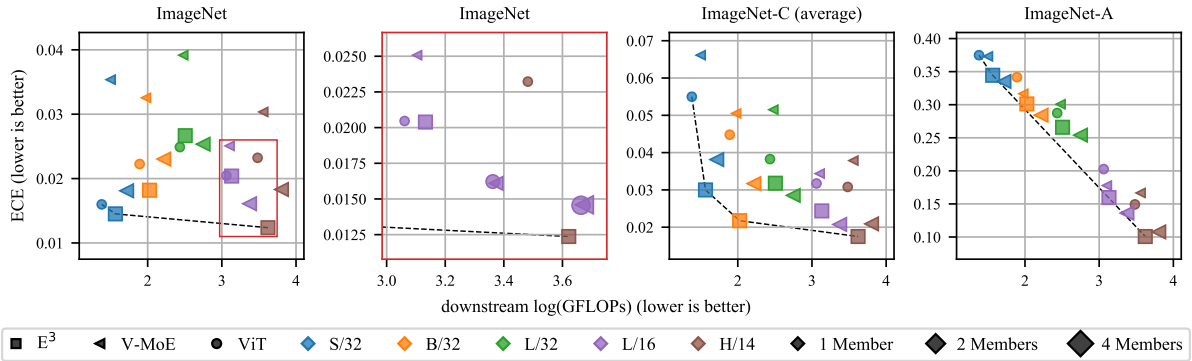 ImageNet ImageNet ImageNet-C (average) ImageNet-A
ECE (lower is better)
0.04
0.03
0.02
0.01
2 3 4
0.0250
0.0225
0.0200
0.0175
0.0150
0.0125
3.0 3.2 3.4 3.6
0.07
0.06
0.05
0.04
0.03
0.02
2 3 4
0.40
0.35
0.30
0.25
0.20
0.15
0.10
2 3 4
downstream log(GFLOPs) (lower is better)
E³ V-MoE ViT S/32 B/32 L/32 L/16 H/14 1 Member 2 Members 4 Members